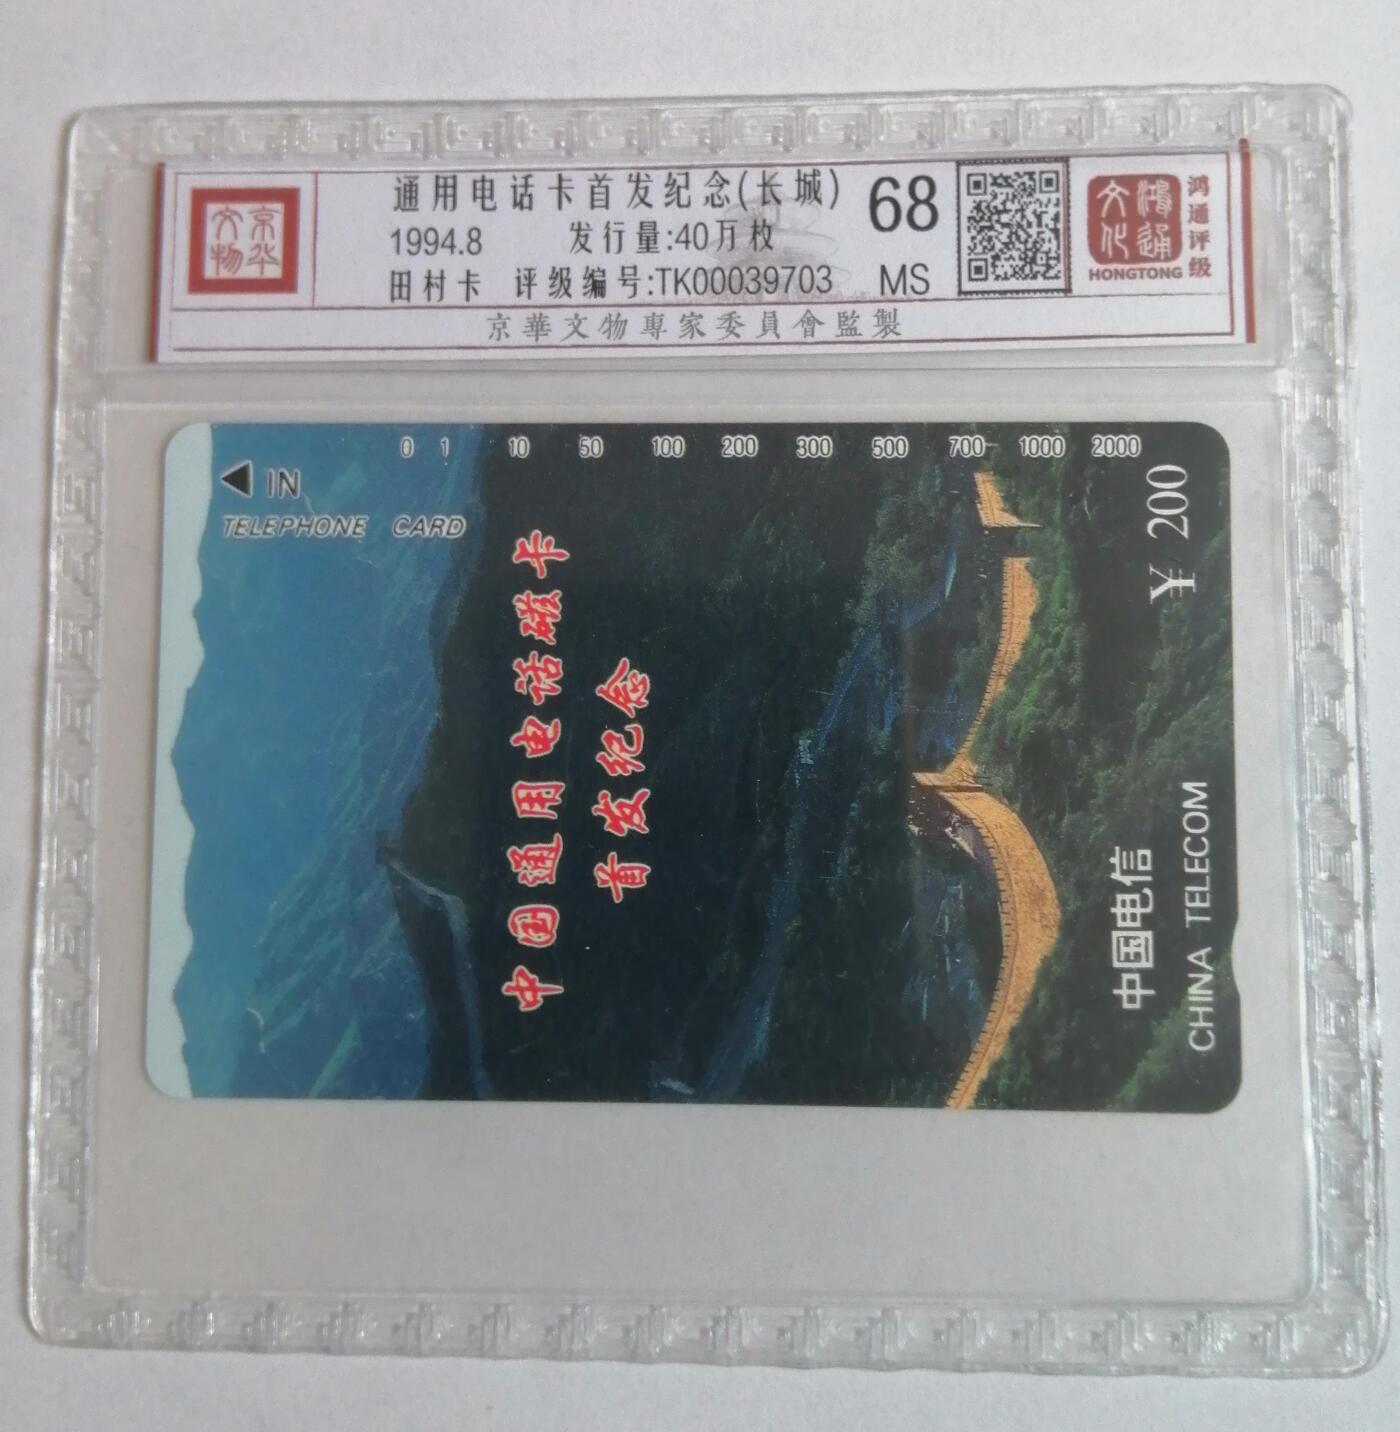 京华
文物
通用电话卡首发纪念(长城)
1994.8 发行量:40万枚
田村卡 评级编号:TK00039703
68
MS
鸿通
文化
HONGTONG
鸿通评级
京華文物專家委員會監製
0 1 10 50 100 200 300 500 700 1000 2000
IN
TELEPHONE CARD
中国通用电话磁卡
首发纪念
¥ 200
中国电信
CHINA TELECOM